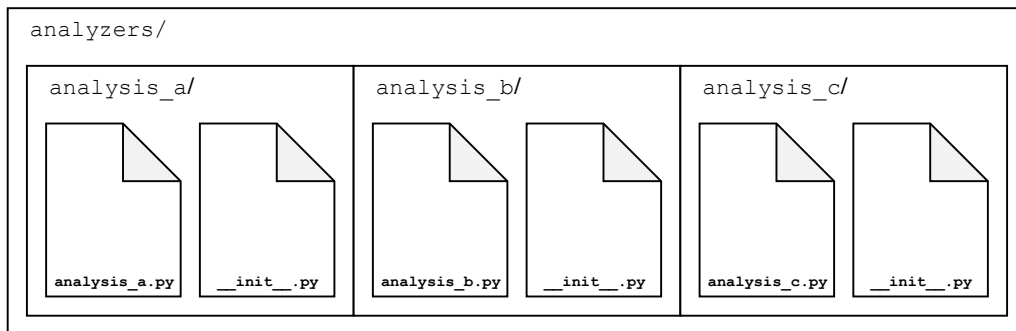 analyzers/
analysis_a/
analysis_b/
analysis_c/
analysis_a.py
__init__.py
analysis_b.py
__init__.py
analysis_c.py
__init__.py